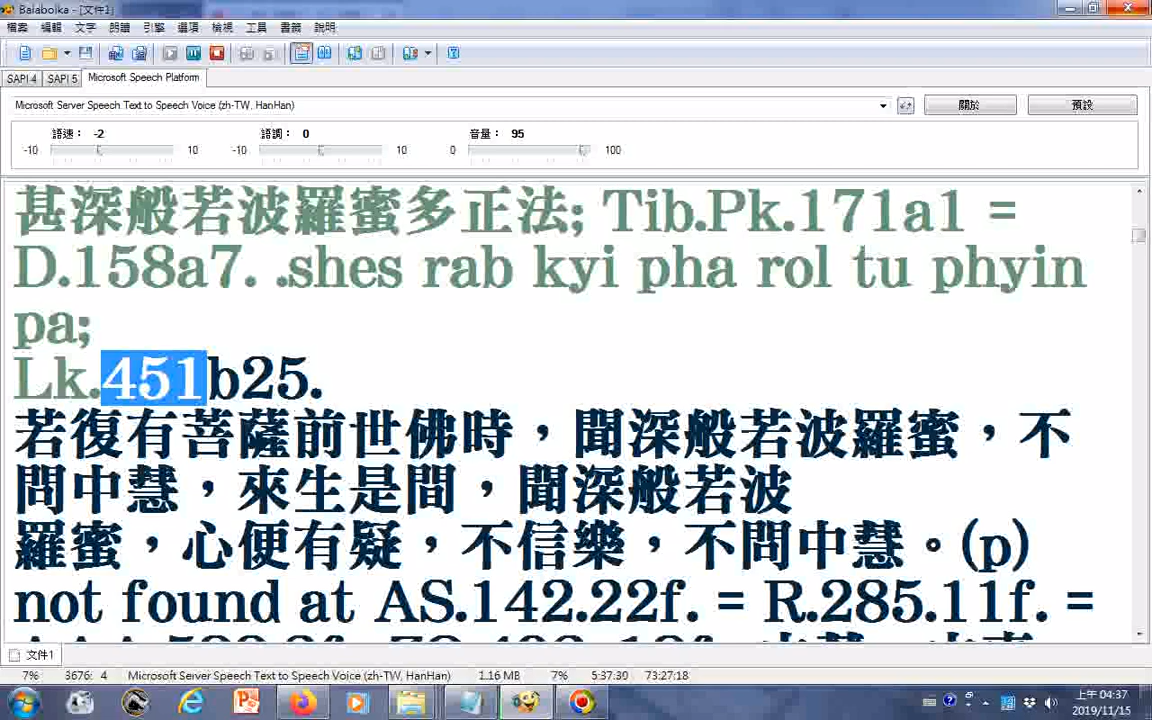 Balabolka - [文件1]
檔案 編輯 文字 朗讀 引擎 選項 檢視 工具 書籤 說明
SAPI 4 SAPI 5 Microsoft Speech Platform
Microsoft Server Speech Text to Speech Voice (zh-TW, HanHan) 關於 預設
語速： -2 語調： 0 音量： 95
-10 10 -10 10 0 100
甚深般若波羅蜜多正法; Tib.Pk.171a1 =
D.158a7. .shes rab kyi pha rol tu phyin
pa;
Lk.451b25.
若復有菩薩前世佛時，聞深般若波羅蜜，不
問中慧，來生是間，聞深般若波
羅蜜，心便有疑，不信樂，不問中慧。(p)
not found at AS.142.22f. = R.285.11f. =
文件1
7% 3676: 4 Microsoft Server Speech Text to Speech Voice (zh-TW, HanHan) 1.16 MB 7% 5:37:30 73:27:18
上午 04:37
2019/11/15